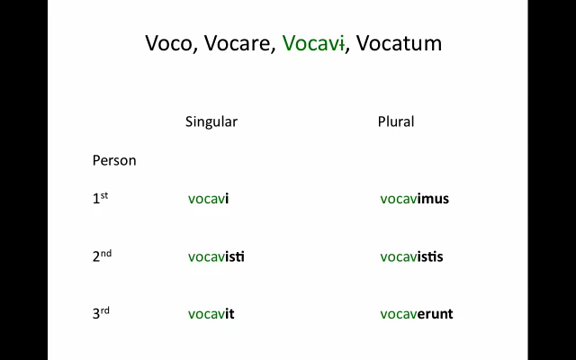 Voco, Vocare, Vocavi, Vocatum
Singular Plural
Person
1st vocavi vocavimus
2nd vocavisti vocavistis
3rd vocavit vocaverunt